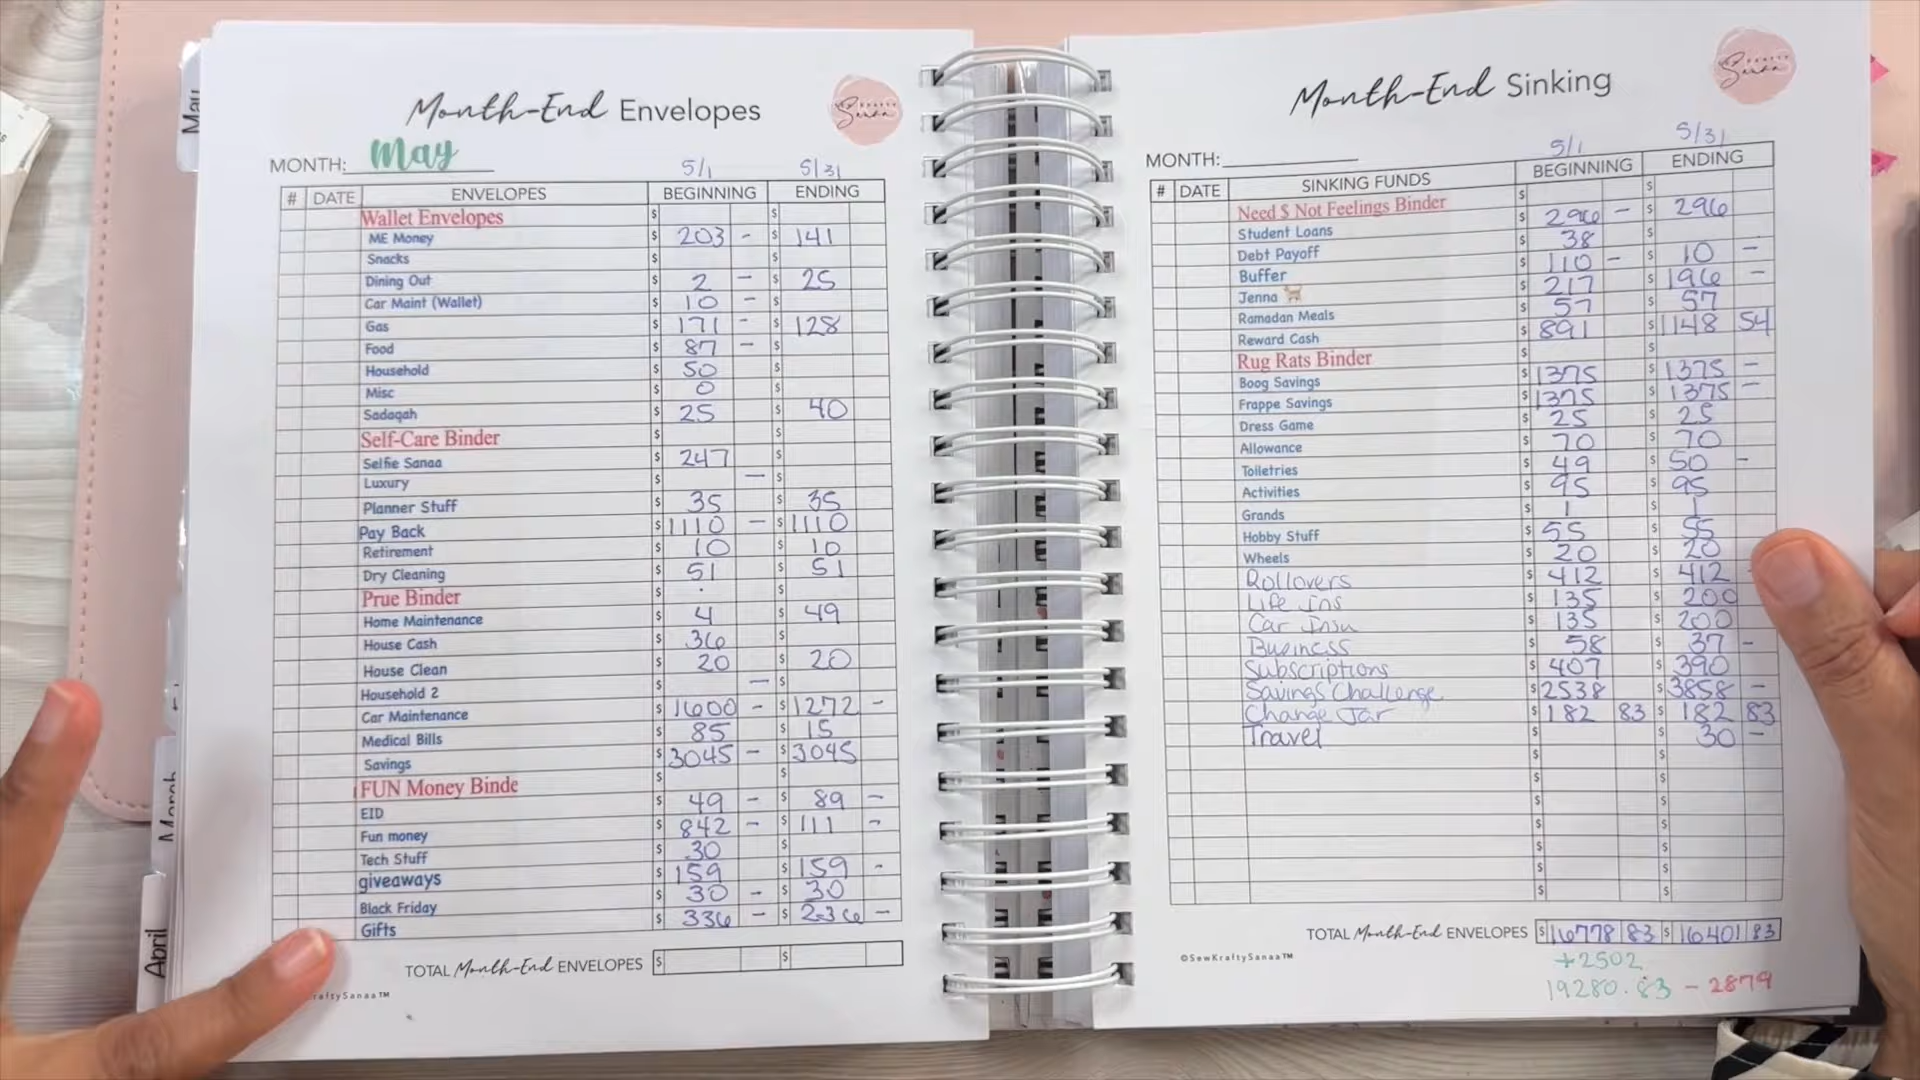 May
Month-End Envelopes
MONTH: May
5/1 5/31
# DATE ENVELOPES BEGINNING ENDING
Wallet Envelopes $ $
ME Money $ 203 - $ 141
Snacks $ $
Dining Out $ 2 - $ 25
Car Maint (Wallet) $ 10 - $
Gas $ 171 - $ 128
Food $ 87 - $
Household $ 50 $
Misc $ 0 $
Sadaqah $ 25 $ 40
Self-Care Binder $ $
Selfie Sanaa $ 247 $
Luxury - $
Planner Stuff $ 35 $ 35
Pay Back $ 1110 - $ 1110
Retirement $ 10 $ 10
Dry Cleaning $ 51 $ 51
Prue Binder $ $
Home Maintenance $ 4 $ 49
House Cash $ 36 $
House Clean $ 20 $ 20
Household 2 $ - $
Car Maintenance $ 1600 - $ 1272 -
Medical Bills $ 85 $ 15
Savings $ 3045 - $ 3045
FUN Money Binde $ $
EID $ 49 - $ 89 -
Fun money $ 842 - $ 111 -
Tech Stuff $ 30 $
giveaways $ 159 $ 159 -
Black Friday $ 30 - $ 30
Gifts $ 336 - $ 236 -
TOTAL Month-End ENVELOPES $ $
raftySanaa™
March
April
Month-End Sinking
MONTH:
5/1 5/31
# DATE SINKING FUNDS BEGINNING ENDING
Need $ Not Feelings Binder $ $
Student Loans $ 296 - $ 296
Debt Payoff $ 38 $
Buffer $ 110 - $ 10 -
Jenna $ 217 $ 196 -
Ramadan Meals $ 57 $ 57
Reward Cash $ 891 $ 1148 54
Rug Rats Binder $ $
Boog Savings $ 1375 $ 1375 -
Frappe Savings $ 1375 $ 1375 -
Dress Game $ 25 $ 25
Allowance $ 70 $ 70
Toiletries $ 49 $ 50 -
Activities $ 95 $ 95
Grands $ 1 $ 1
Hobby Stuff $ 55 $ 55
Wheels $ 20 $ 20
Rollovers $ 412 $ 412
Life Ins $ 135 $ 200
Car Insu $ 135 $ 200
Business $ 58 $ 37 -
Subscriptions $ 407 $ 390
Savings Challenge $ 2538 $ 3858 -
Change Jar $ 182 83 $ 182 83
Travel $ 30 -
$ $
$ $
$ $
$ $
$ $
$ $
TOTAL Month-End ENVELOPES $ 16778 83 $ 16401 83
©SewKraftySanaa™
+2502
19280.83 - 2879